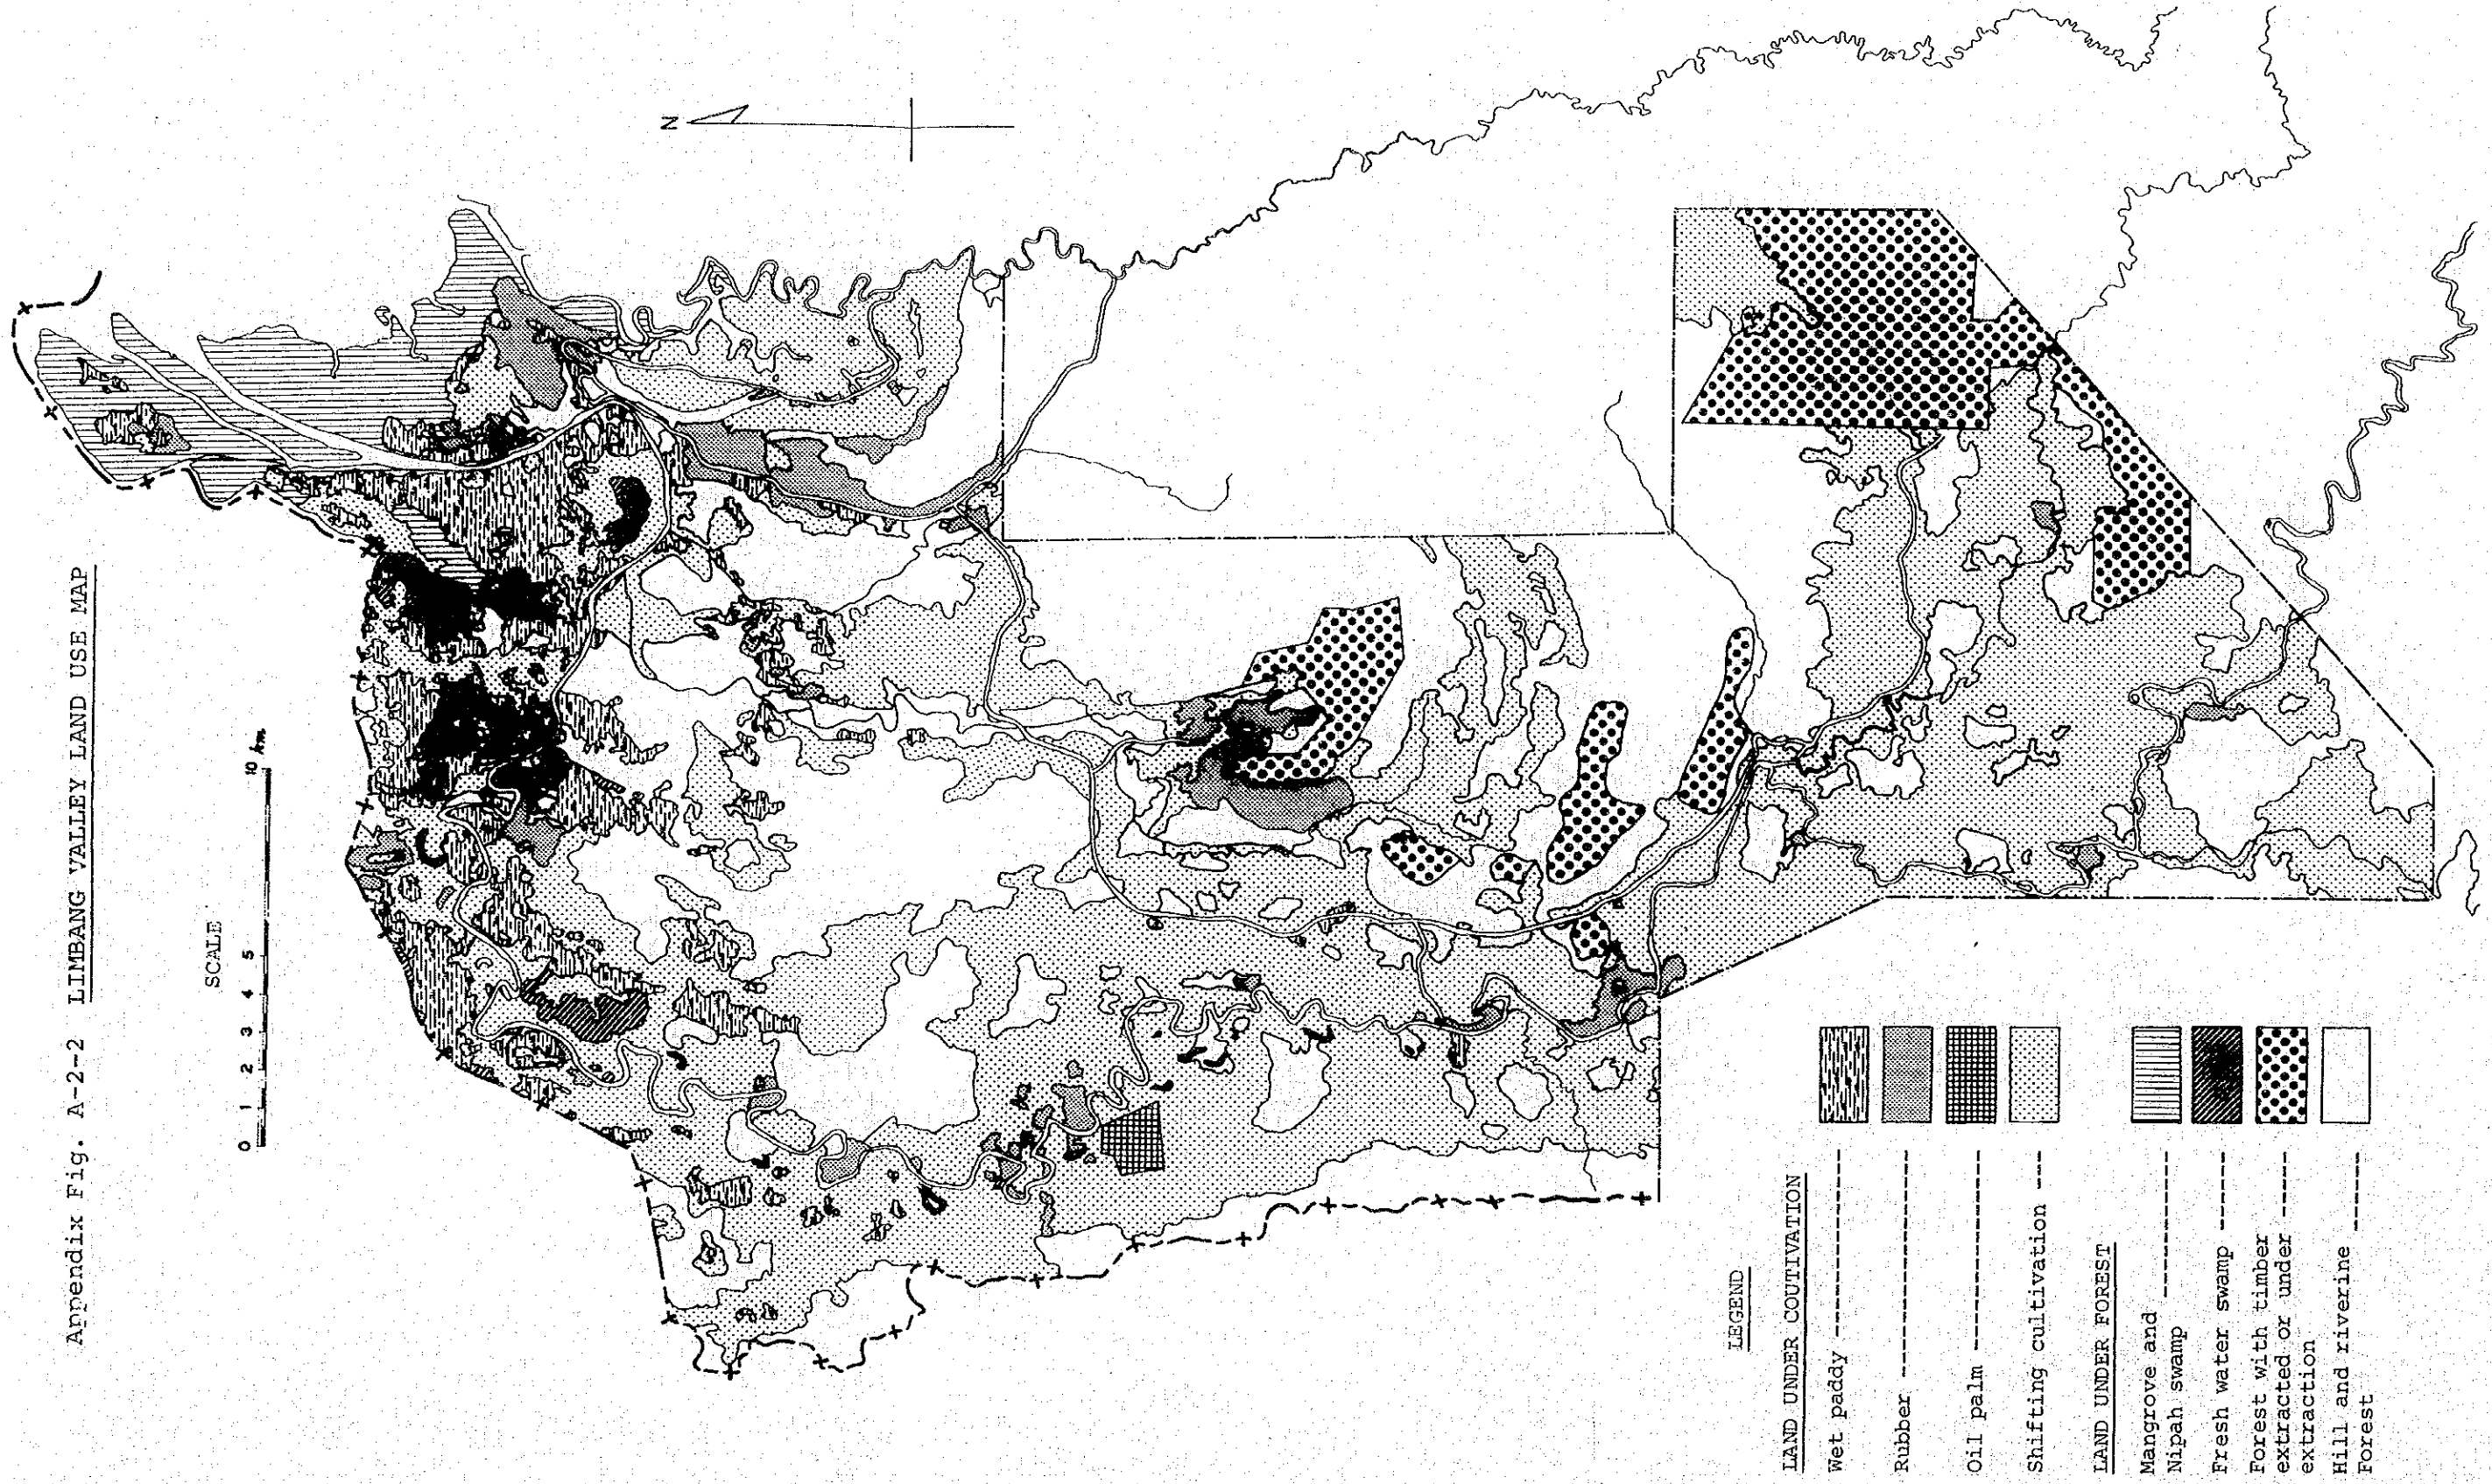 Appendix Fig. A-2-2 LIMBANG VALLEY LAND USE MAP
SCALE
0 1 2 3 4 5 10 km.
N
LEGEND
LAND UNDER COUTIVATION
Wet paddy
Rubber
Oil palm
Shifting cultivation
LAND UNDER FOREST
Mangrove and
Nipah swamp
Fresh water swamp
Forest with timber
extracted or under
extraction
Hill and riverine
Forest